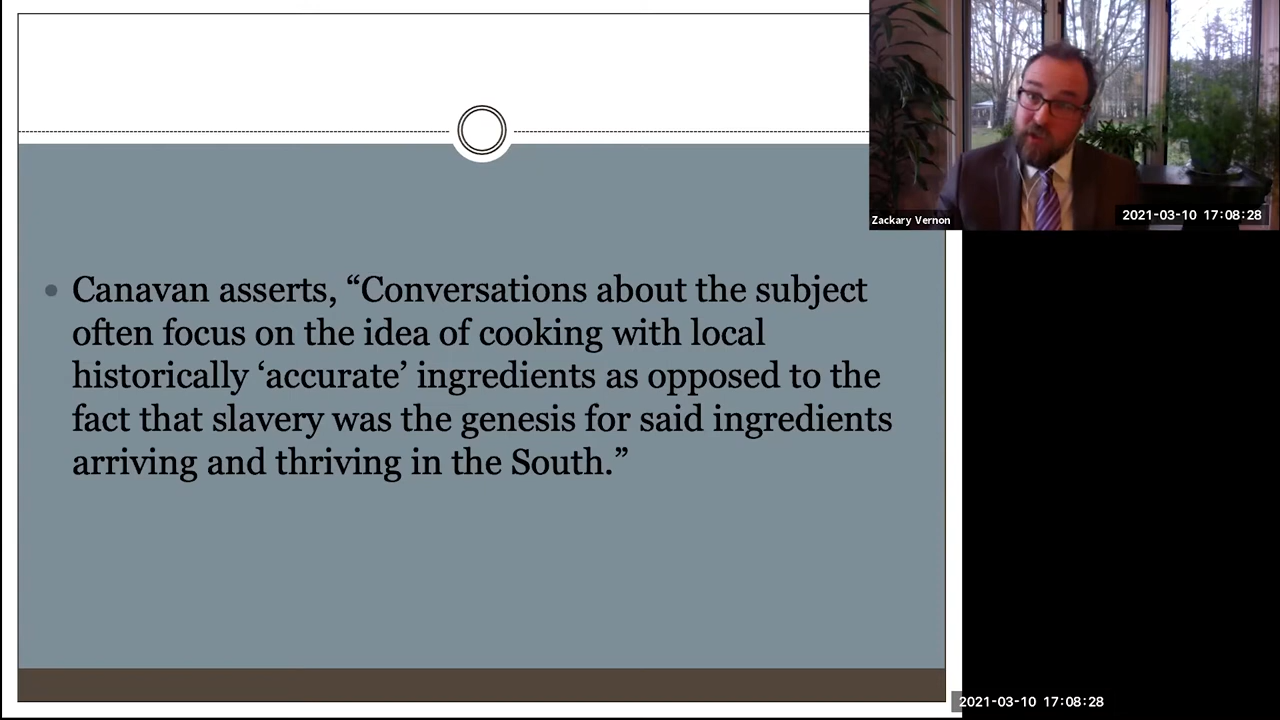 Zackary Vernon
2021-03-10 17:08:28
• Canavan asserts, “Conversations about the subject
often focus on the idea of cooking with local
historically ‘accurate’ ingredients as opposed to the
fact that slavery was the genesis for said ingredients
arriving and thriving in the South.”
2021-03-10 17:08:28